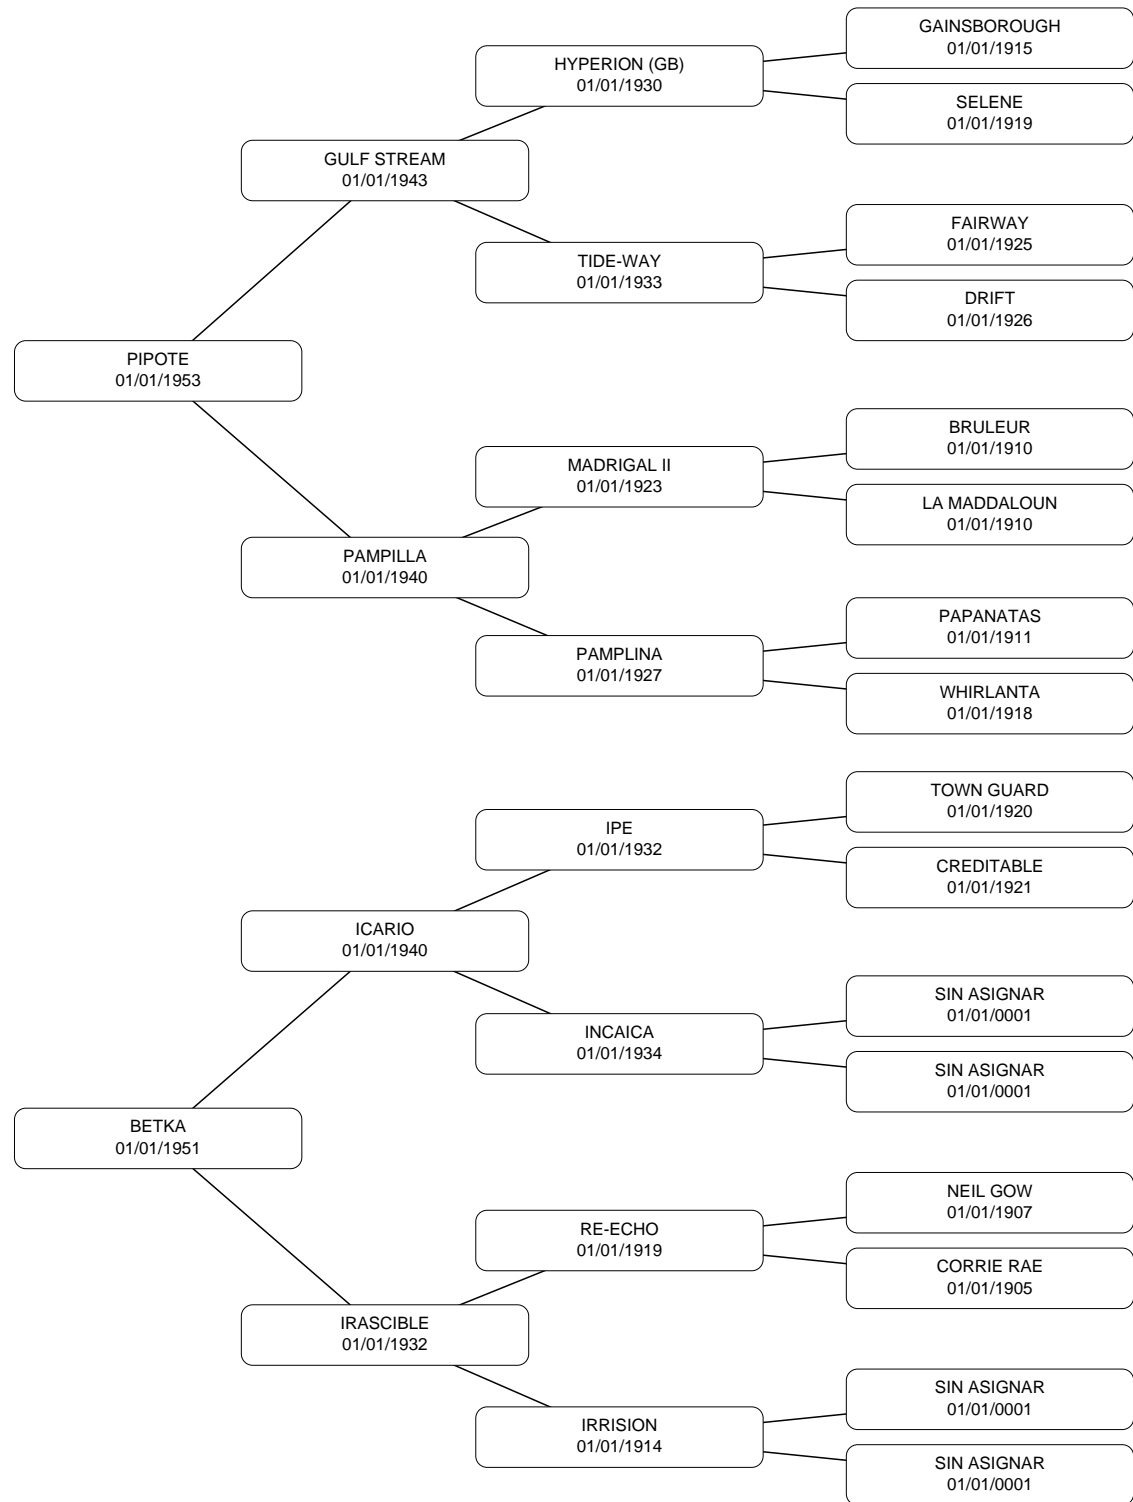 GAINSBOROUGH
01/01/1915
HYPERION (GB)
01/01/1930
SELENE
01/01/1919
GULF STREAM
01/01/1943
FAIRWAY
01/01/1925
TIDE-WAY
01/01/1933
DRIFT
01/01/1926
PIPOTE
01/01/1953
BRULEUR
01/01/1910
MADRIGAL II
01/01/1923
LA MADDALOUN
01/01/1910
PAMPILLA
01/01/1940
PAPANATAS
01/01/1911
PAMPLINA
01/01/1927
WHIRLANTA
01/01/1918
TOWN GUARD
01/01/1920
IPE
01/01/1932
CREDITABLE
01/01/1921
ICARIO
01/01/1940
SIN ASIGNAR
01/01/0001
INCAICA
01/01/1934
SIN ASIGNAR
01/01/0001
BETKA
01/01/1951
NEIL GOW
01/01/1907
RE-ECHO
01/01/1919
CORRIE RAE
01/01/1905
IRASCIBLE
01/01/1932
SIN ASIGNAR
01/01/0001
IRRISION
01/01/1914
SIN ASIGNAR
01/01/0001